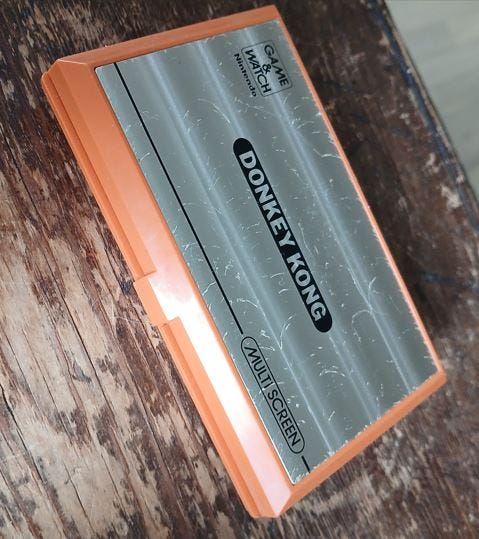 GAME
&
WATCH
Nintendo
DONKEY KONG
MULTI SCREEN